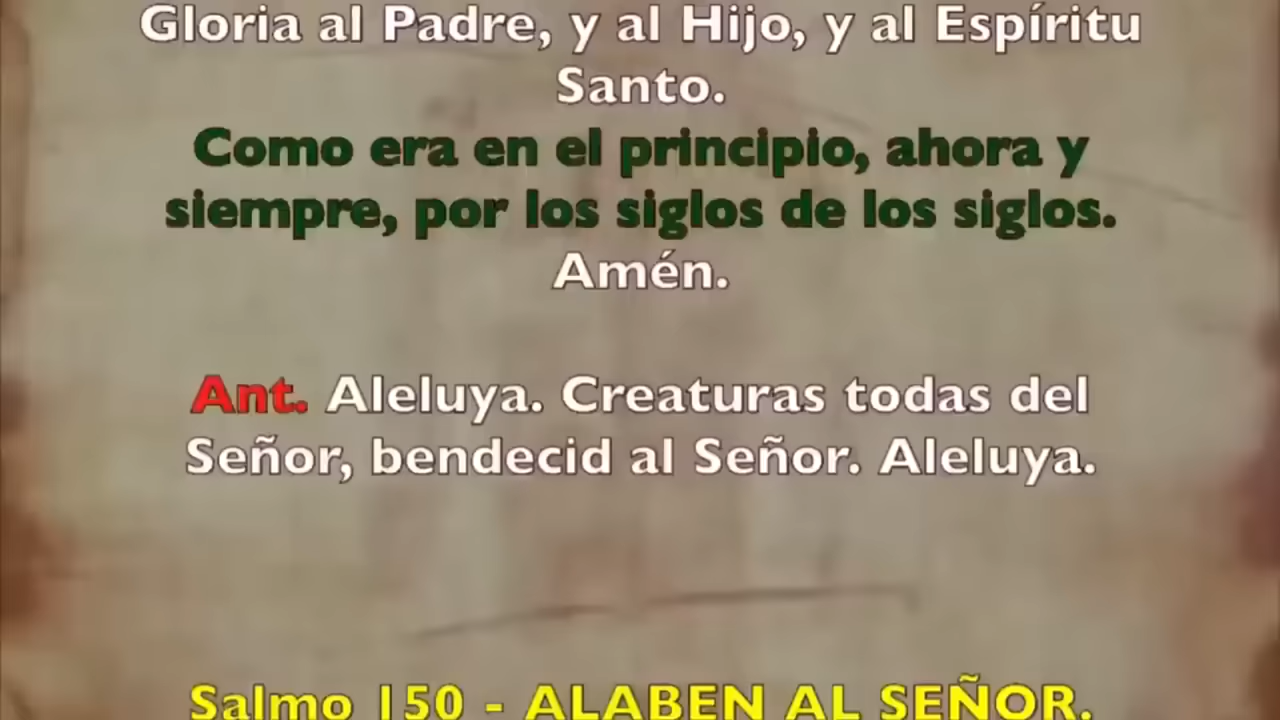 Gloria al Padre, y al Hijo, y al Espíritu
Santo.
Como era en el principio, ahora y
siempre, por los siglos de los siglos.
Amén.
Ant. Aleluya. Creaturas todas del
Señor, bendecid al Señor. Aleluya.
Salmo 150 - ALABEN AL SEÑOR.